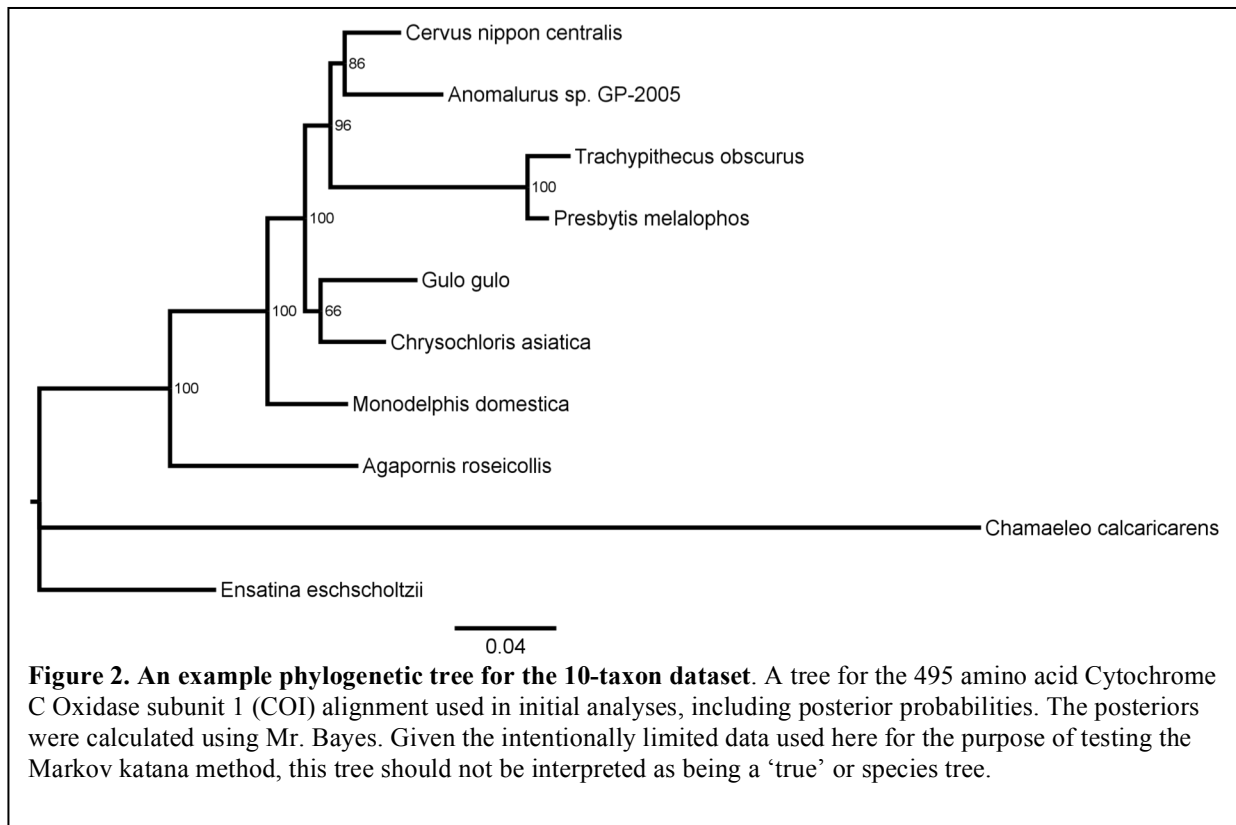 Cervus nippon centralis
86
Anomalurus sp. GP-2005
96
Trachypithecus obscurus
100
Presbytis melalophos
100
Gulo gulo
100
66
Chrysochloris asiatica
100
Monodelphis domestica
Agapornis roseicollis
Chamaeleo calcaricarens
Ensatina eschscholtzii
0.04
Figure 2. An example phylogenetic tree for the 10-taxon dataset. A tree for the 495 amino acid Cytochrome
C Oxidase subunit 1 (COI) alignment used in initial analyses, including posterior probabilities. The posteriors
were calculated using Mr. Bayes. Given the intentionally limited data used here for the purpose of testing the
Markov katana method, this tree should not be interpreted as being a ‘true’ or species tree.